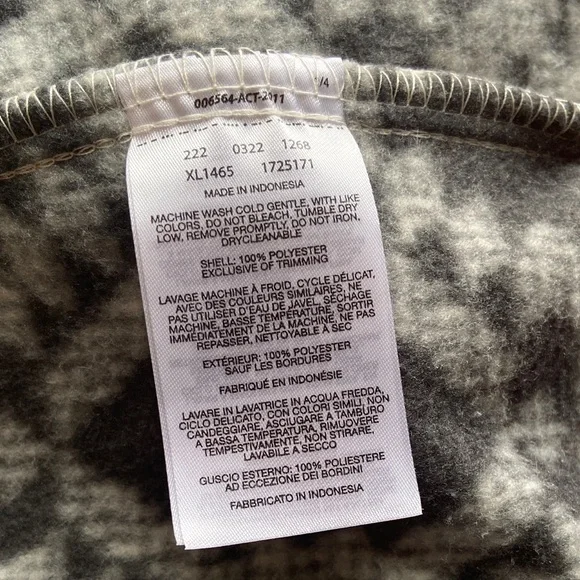 /4
006564-ACT-2911
222 0322 1268
XL1465 1725171
MADE IN INDONESIA
MACHINE WASH COLD GENTLE, WITH LIKE
COLORS, DO NOT BLEACH, TUMBLE DRY
LOW, REMOVE PROMPTLY, DO NOT IRON,
DRYCLEANABLE
SHELL: 100% POLYESTER
EXCLUSIVE OF TRIMMING
LAVAGE MACHINE À FROID, CYCLE DÉLICAT,
AVEC DES COULEURS SIMILAIRES, NE
PAS UTILISER D'EAU DE JAVEL, SÉCHAGE
MACHINE, BASSE TEMPÉRATURE, SORTIR
IMMÉDIATEMENT DE LA MACHINE, NE PAS
REPASSER, NETTOYABLE À SEC
EXTÉRIEUR: 100% POLYESTER
SAUF LES BORDURES
FABRIQUÉ EN INDONÉSIE
LAVARE IN LAVATRICE IN ACQUA FREDDA,
CICLO DELICATO, CON COLORI SIMILI, NON
CANDEGGIARE, ASCIUGARE A TAMBURO
A BASSA TEMPERATURA, RIMUOVERE
TEMPESTIVAMENTE, NON STIRARE,
LAVABILE A SECCO
GUSCIO ESTERNO: 100% POLIESTERE
AD ECCEZIONE DEI BORDINI
FABBRICATO IN INDONESIA